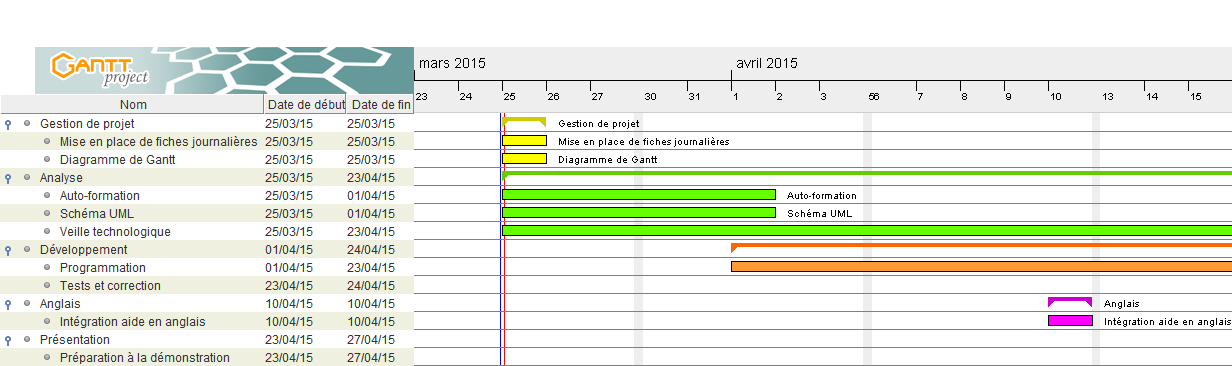 GANTT
project
mars 2015
avril 2015
23 24 25 26 27 30 31 1 2 3 56 7 8 9 10 13 14 15
Nom Date de début Date de fin
Gestion de projet 25/03/15 25/03/15 Gestion de projet
Mise en place de fiches journalières 25/03/15 25/03/15 Mise en place de fiches journalières
Diagramme de Gantt 25/03/15 25/03/15 Diagramme de Gantt
Analyse 25/03/15 23/04/15
Auto-formation 25/03/15 01/04/15 Auto-formation
Schéma UML 25/03/15 01/04/15 Schéma UML
Veille technologique 25/03/15 23/04/15
Développement 01/04/15 24/04/15
Programmation 01/04/15 23/04/15
Tests et correction 23/04/15 24/04/15
Anglais 10/04/15 10/04/15 Anglais
Intégration aide en anglais 10/04/15 10/04/15 Intégration aide en anglais
Présentation 23/04/15 27/04/15
Préparation à la démonstration 23/04/15 27/04/15